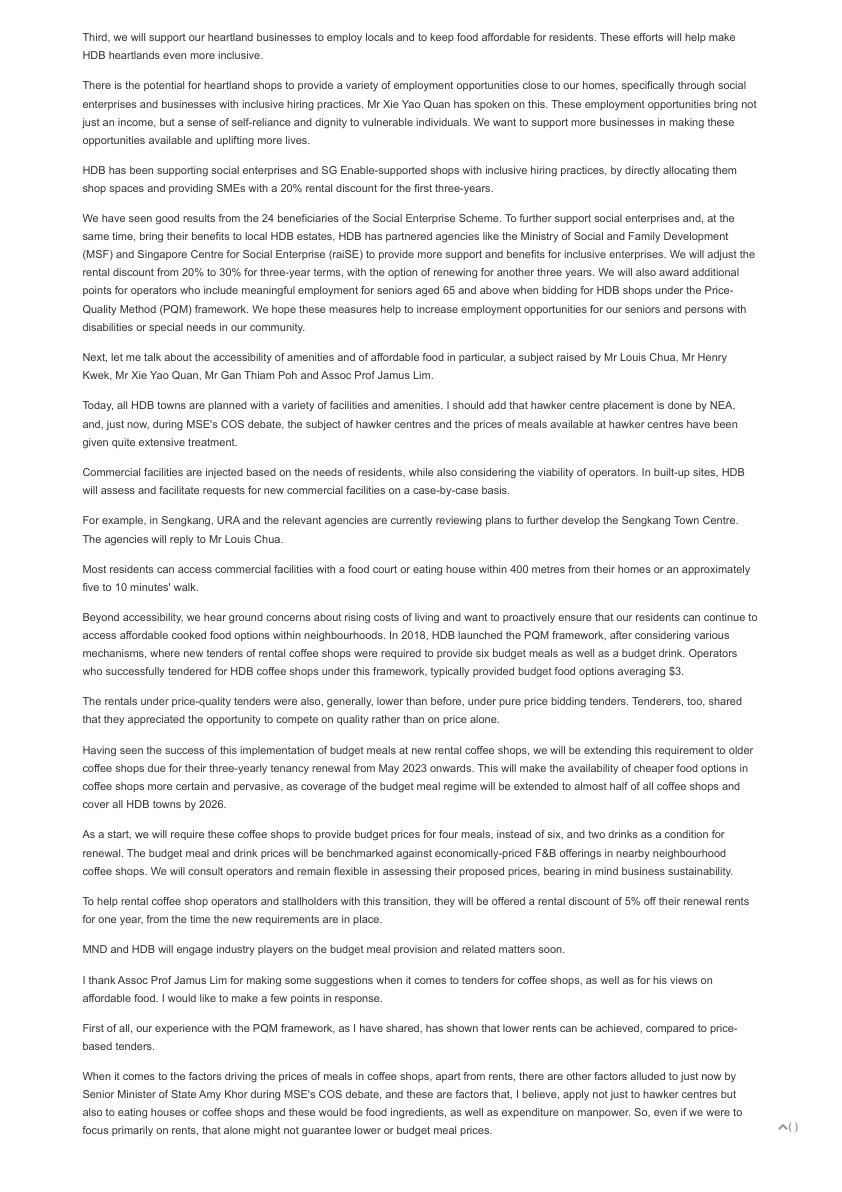 Third, we will support our heartland businesses to employ locals and to keep food affordable for residents. These efforts will help make
HDB heartlands even more inclusive.
There is the potential for heartland shops to provide a variety of employment opportunities close to our homes, specifically through social
enterprises and businesses with inclusive hiring practices. Mr Xie Yao Quan has spoken on this. These employment opportunities bring not
just an income, but a sense of self-reliance and dignity to vulnerable individuals. We want to support more businesses in making these
opportunities available and uplifting more lives.
HDB has been supporting social enterprises and SG Enable-supported shops with inclusive hiring practices, by directly allocating them
shop spaces and providing SMEs with a 20% rental discount for the first three-years.
We have seen good results from the 24 beneficiaries of the Social Enterprise Scheme. To further support social enterprises and, at the
same time, bring their benefits to local HDB estates, HDB has partnered agencies like the Ministry of Social and Family Development
(MSF) and Singapore Centre for Social Enterprise (raiSE) to provide more support and benefits for inclusive enterprises. We will adjust the
rental discount from 20% to 30% for three-year terms, with the option of renewing for another three years. We will also award additional
points for operators who include meaningful employment for seniors aged 65 and above when bidding for HDB shops under the Price-
Quality Method (PQM) framework. We hope these measures help to increase employment opportunities for our seniors and persons with
disabilities or special needs in our community.
Next, let me talk about the accessibility of amenities and of affordable food in particular, a subject raised by Mr Louis Chua, Mr Henry
Kwek, Mr Xie Yao Quan, Mr Gan Thiam Poh and Assoc Prof Jamus Lim.
Today, all HDB towns are planned with a variety of facilities and amenities. I should add that hawker centre placement is done by NEA,
and, just now, during MSE's COS debate, the subject of hawker centres and the prices of meals available at hawker centres have been
given quite extensive treatment.
Commercial facilities are injected based on the needs of residents, while also considering the viability of operators. In built-up sites, HDB
will assess and facilitate requests for new commercial facilities on a case-by-case basis.
For example, in Sengkang, URA and the relevant agencies are currently reviewing plans to further develop the Sengkang Town Centre.
The agencies will reply to Mr Louis Chua.
Most residents can access commercial facilities with a food court or eating house within 400 metres from their homes or an approximately
five to 10 minutes' walk.
Beyond accessibility, we hear ground concerns about rising costs of living and want to proactively ensure that our residents can continue to
access affordable cooked food options within neighbourhoods. In 2018, HDB launched the PQM framework, after considering various
mechanisms, where new tenders of rental coffee shops were required to provide six budget meals as well as a budget drink. Operators
who successfully tendered for HDB coffee shops under this framework, typically provided budget food options averaging $3.
The rentals under price-quality tenders were also, generally, lower than before, under pure price bidding tenders. Tenderers, too, shared
that they appreciated the opportunity to compete on quality rather than on price alone.
Having seen the success of this implementation of budget meals at new rental coffee shops, we will be extending this requirement to older
coffee shops due for their three-yearly tenancy renewal from May 2023 onwards. This will make the availability of cheaper food options in
coffee shops more certain and pervasive, as coverage of the budget meal regime will be extended to almost half of all coffee shops and
cover all HDB towns by 2026.
As a start, we will require these coffee shops to provide budget prices for four meals, instead of six, and two drinks as a condition for
renewal. The budget meal and drink prices will be benchmarked against economically-priced F&B offerings in nearby neighbourhood
coffee shops. We will consult operators and remain flexible in assessing their proposed prices, bearing in mind business sustainability.
To help rental coffee shop operators and stallholders with this transition, they will be offered a rental discount of 5% off their renewal rents
for one year, from the time the new requirements are in place.
MND and HDB will engage industry players on the budget meal provision and related matters soon.
I thank Assoc Prof Jamus Lim for making some suggestions when it comes to tenders for coffee shops, as well as for his views on
affordable food. I would like to make a few points in response.
First of all, our experience with the PQM framework, as I have shared, has shown that lower rents can be achieved, compared to price-
based tenders.
When it comes to the factors driving the prices of meals in coffee shops, apart from rents, there are other factors alluded to just now by
Senior Minister of State Amy Khor during MSE's COS debate, and these are factors that, I believe, apply not just to hawker centres but
also to eating houses or coffee shops and these would be food ingredients, as well as expenditure on manpower. So, even if we were to
focus primarily on rents, that alone might not guarantee lower or budget meal prices.
( )